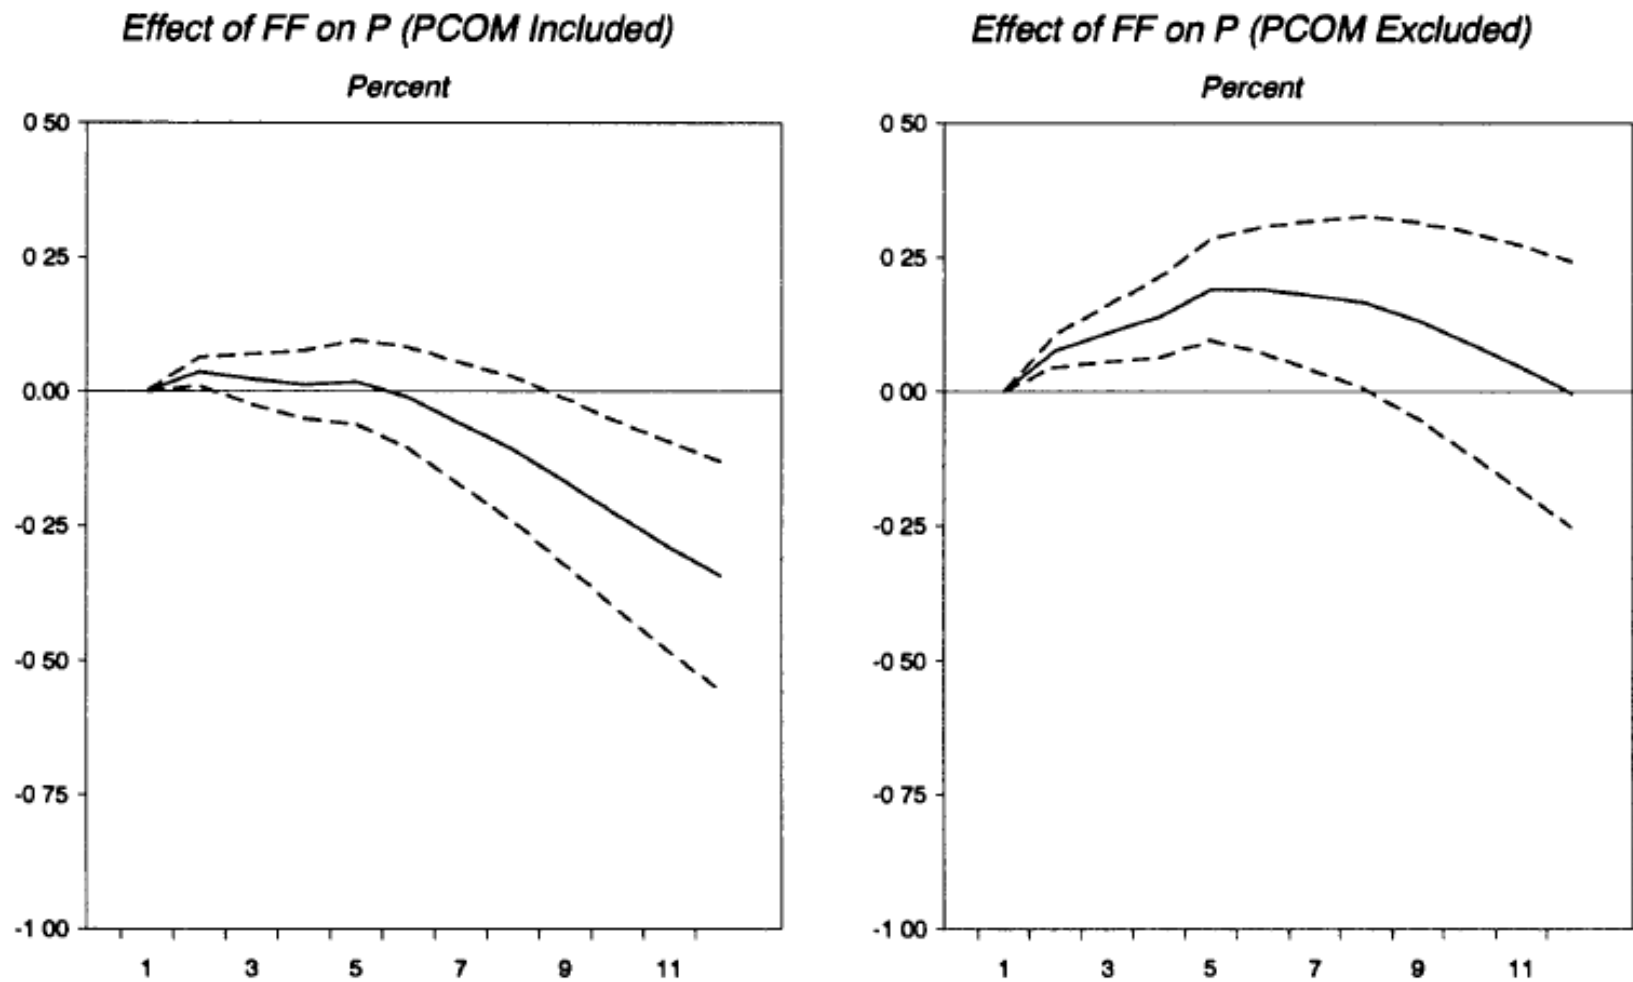 Effect of FF on P (PCOM Included)
Percent
0 50
0 25
0.00
-0 25
-0 50
-0 75
-1 00
1 3 5 7 9 11
Effect of FF on P (PCOM Excluded)
Percent
0 50
0 25
0.00
-0 25
-0 50
-0 75
-1 00
1 3 5 7 9 11